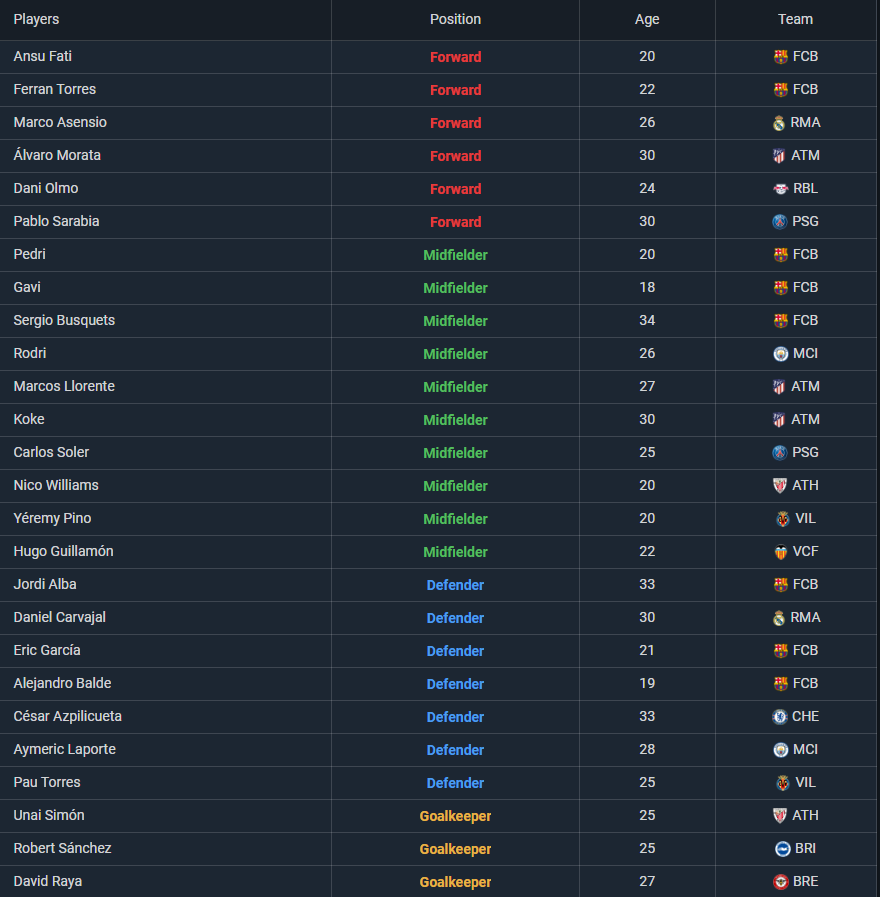 Players Position Age Team
Ansu Fati Forward 20 FCB
Ferran Torres Forward 22 FCB
Marco Asensio Forward 26 RMA
Álvaro Morata Forward 30 ATM
Dani Olmo Forward 24 RBL
Pablo Sarabia Forward 30 PSG
Pedri Midfielder 20 FCB
Gavi Midfielder 18 FCB
Sergio Busquets Midfielder 34 FCB
Rodri Midfielder 26 MCI
Marcos Llorente Midfielder 27 ATM
Koke Midfielder 30 ATM
Carlos Soler Midfielder 25 PSG
Nico Williams Midfielder 20 ATH
Yéremy Pino Midfielder 20 VIL
Hugo Guillamón Midfielder 22 VCF
Jordi Alba Defender 33 FCB
Daniel Carvajal Defender 30 RMA
Eric García Defender 21 FCB
Alejandro Balde Defender 19 FCB
César Azpilicueta Defender 33 CHE
Aymeric Laporte Defender 28 MCI
Pau Torres Defender 25 VIL
Unai Simón Goalkeeper 25 ATH
Robert Sánchez Goalkeeper 25 BRI
David Raya Goalkeeper 27 BRE